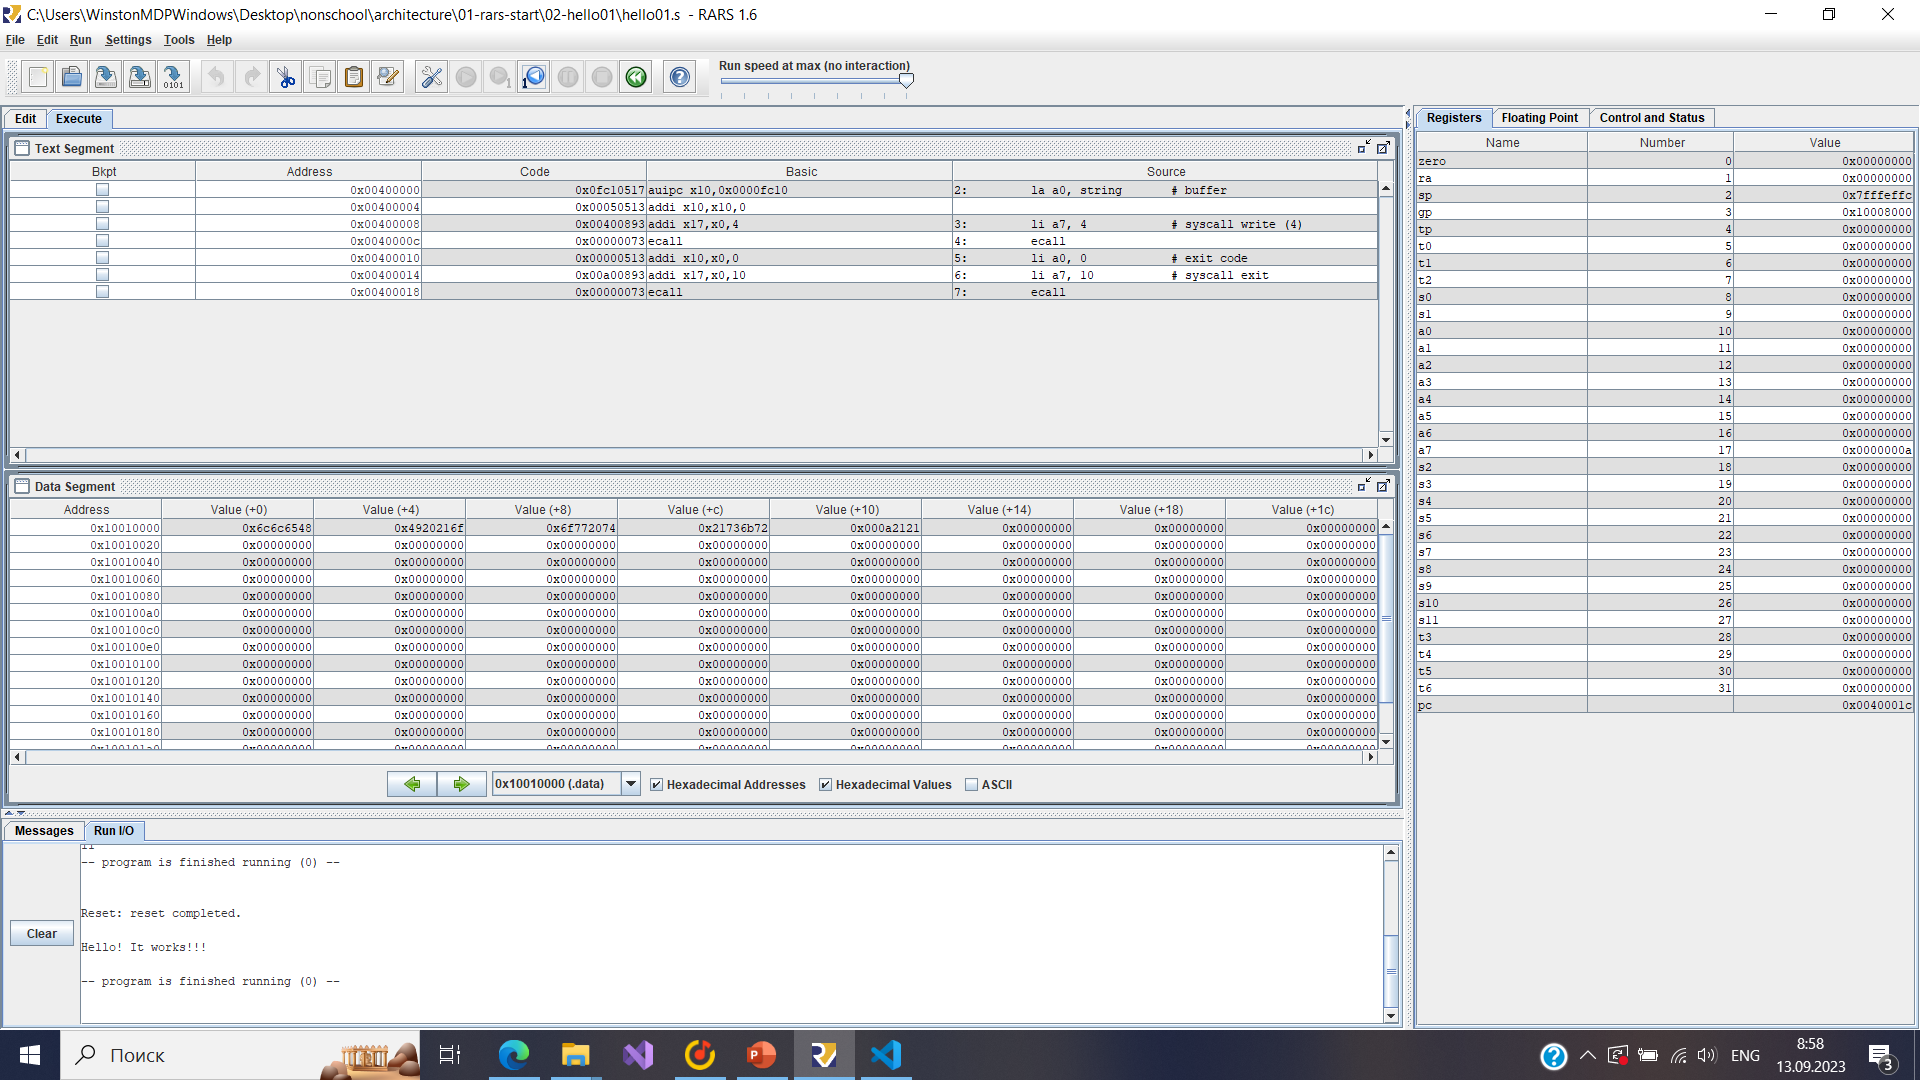 C:\Users\WinstonMDPWindows\Desktop\nonschool\architecture\01-rars-start\02-hello01\hello01.s - RARS 1.6
File Edit Run Settings Tools Help
Run speed at max (no interaction)
Edit Execute
Text Segment
Bkpt Address Code Basic Source
0x00400000 0x0fc10517 auipc x10,0x0000fc10 2: la a0, string # buffer
0x00400004 0x00050513 addi x10,x10,0
0x00400008 0x00400893 addi x17,x0,4 3: li a7, 4 # syscall write (4)
0x0040000c 0x00000073 ecall 4: ecall
0x00400010 0x00000513 addi x10,x0,0 5: li a0, 0 # exit code
0x00400014 0x00a00893 addi x17,x0,10 6: li a7, 10 # syscall exit
0x00400018 0x00000073 ecall 7: ecall
Data Segment
Address Value (+0) Value (+4) Value (+8) Value (+c) Value (+10) Value (+14) Value (+18) Value (+1c)
0x10010000 0x6c6c6548 0x4920216f 0x6f772074 0x21736b72 0x000a2121 0x00000000 0x00000000 0x00000000
0x10010020 0x00000000 0x00000000 0x00000000 0x00000000 0x00000000 0x00000000 0x00000000 0x00000000
0x10010040 0x00000000 0x00000000 0x00000000 0x00000000 0x00000000 0x00000000 0x00000000 0x00000000
0x10010060 0x00000000 0x00000000 0x00000000 0x00000000 0x00000000 0x00000000 0x00000000 0x00000000
0x10010080 0x00000000 0x00000000 0x00000000 0x00000000 0x00000000 0x00000000 0x00000000 0x00000000
0x100100a0 0x00000000 0x00000000 0x00000000 0x00000000 0x00000000 0x00000000 0x00000000 0x00000000
0x100100c0 0x00000000 0x00000000 0x00000000 0x00000000 0x00000000 0x00000000 0x00000000 0x00000000
0x100100e0 0x00000000 0x00000000 0x00000000 0x00000000 0x00000000 0x00000000 0x00000000 0x00000000
0x10010100 0x00000000 0x00000000 0x00000000 0x00000000 0x00000000 0x00000000 0x00000000 0x00000000
0x10010120 0x00000000 0x00000000 0x00000000 0x00000000 0x00000000 0x00000000 0x00000000 0x00000000
0x10010140 0x00000000 0x00000000 0x00000000 0x00000000 0x00000000 0x00000000 0x00000000 0x00000000
0x10010160 0x00000000 0x00000000 0x00000000 0x00000000 0x00000000 0x00000000 0x00000000 0x00000000
0x10010180 0x00000000 0x00000000 0x00000000 0x00000000 0x00000000 0x00000000 0x00000000 0x00000000
0x10010000 (.data) Hexadecimal Addresses Hexadecimal Values ASCII
Messages Run I/O
-- program is finished running (0) --
Reset: reset completed.
Clear
Hello! It works!!!
-- program is finished running (0) --
Registers Floating Point Control and Status
Name Number Value
zero 0 0x00000000
ra 1 0x00000000
sp 2 0x7fffeffc
gp 3 0x10008000
tp 4 0x00000000
t0 5 0x00000000
t1 6 0x00000000
t2 7 0x00000000
s0 8 0x00000000
s1 9 0x00000000
a0 10 0x00000000
a1 11 0x00000000
a2 12 0x00000000
a3 13 0x00000000
a4 14 0x00000000
a5 15 0x00000000
a6 16 0x00000000
a7 17 0x0000000a
s2 18 0x00000000
s3 19 0x00000000
s4 20 0x00000000
s5 21 0x00000000
s6 22 0x00000000
s7 23 0x00000000
s8 24 0x00000000
s9 25 0x00000000
s10 26 0x00000000
s11 27 0x00000000
t3 28 0x00000000
t4 29 0x00000000
t5 30 0x00000000
t6 31 0x00000000
pc 0x0040001c
Поиск
ENG
8:58
13.09.2023
3